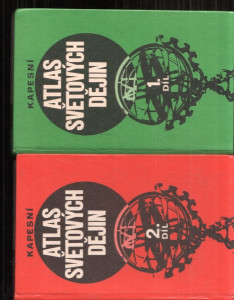 KAPESNÍ
ATLAS
SVĚTOVÝCH
DĚJIN
1.
DÍL
KAPESNÍ
ATLAS
SVĚTOVÝCH
DĚJIN
2.
DÍL